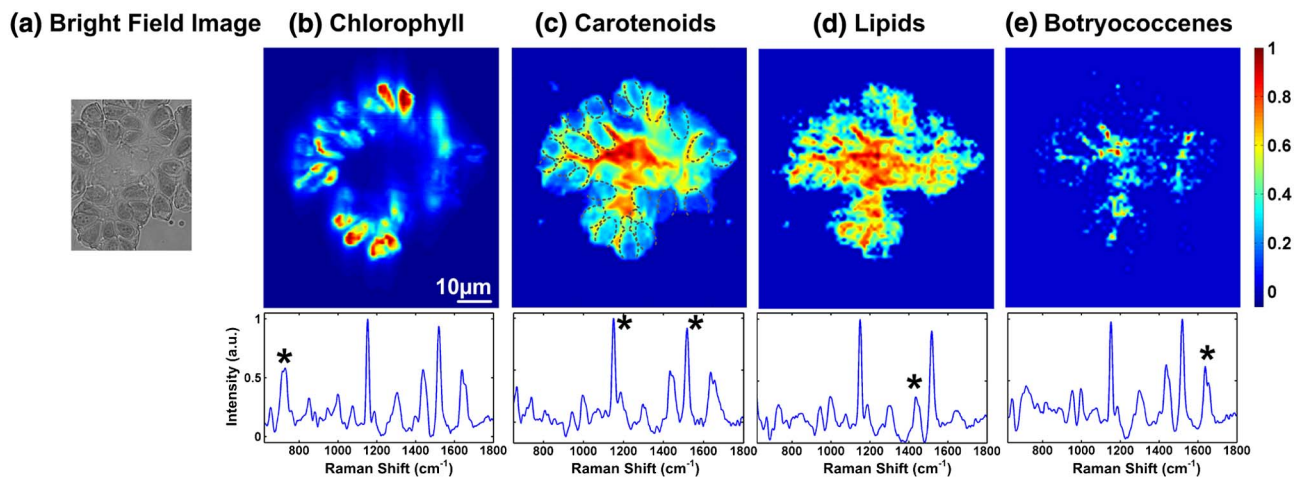 (a) Bright Field Image (b) Chlorophyll (c) Carotenoids (d) Lipids (e) Botryococcenes
1
0.8
0.6
0.4
0.2
0
10μm
1
0.5
0
Intensity (a.u.)
* * * * *
800 1000 1200 1400 1600 1800
800 1000 1200 1400 1600 1800
800 1000 1200 1400 1600 1800
800 1000 1200 1400 1600 1800
Raman Shift (cm⁻¹) Raman Shift (cm⁻¹) Raman Shift (cm⁻¹) Raman Shift (cm⁻¹)